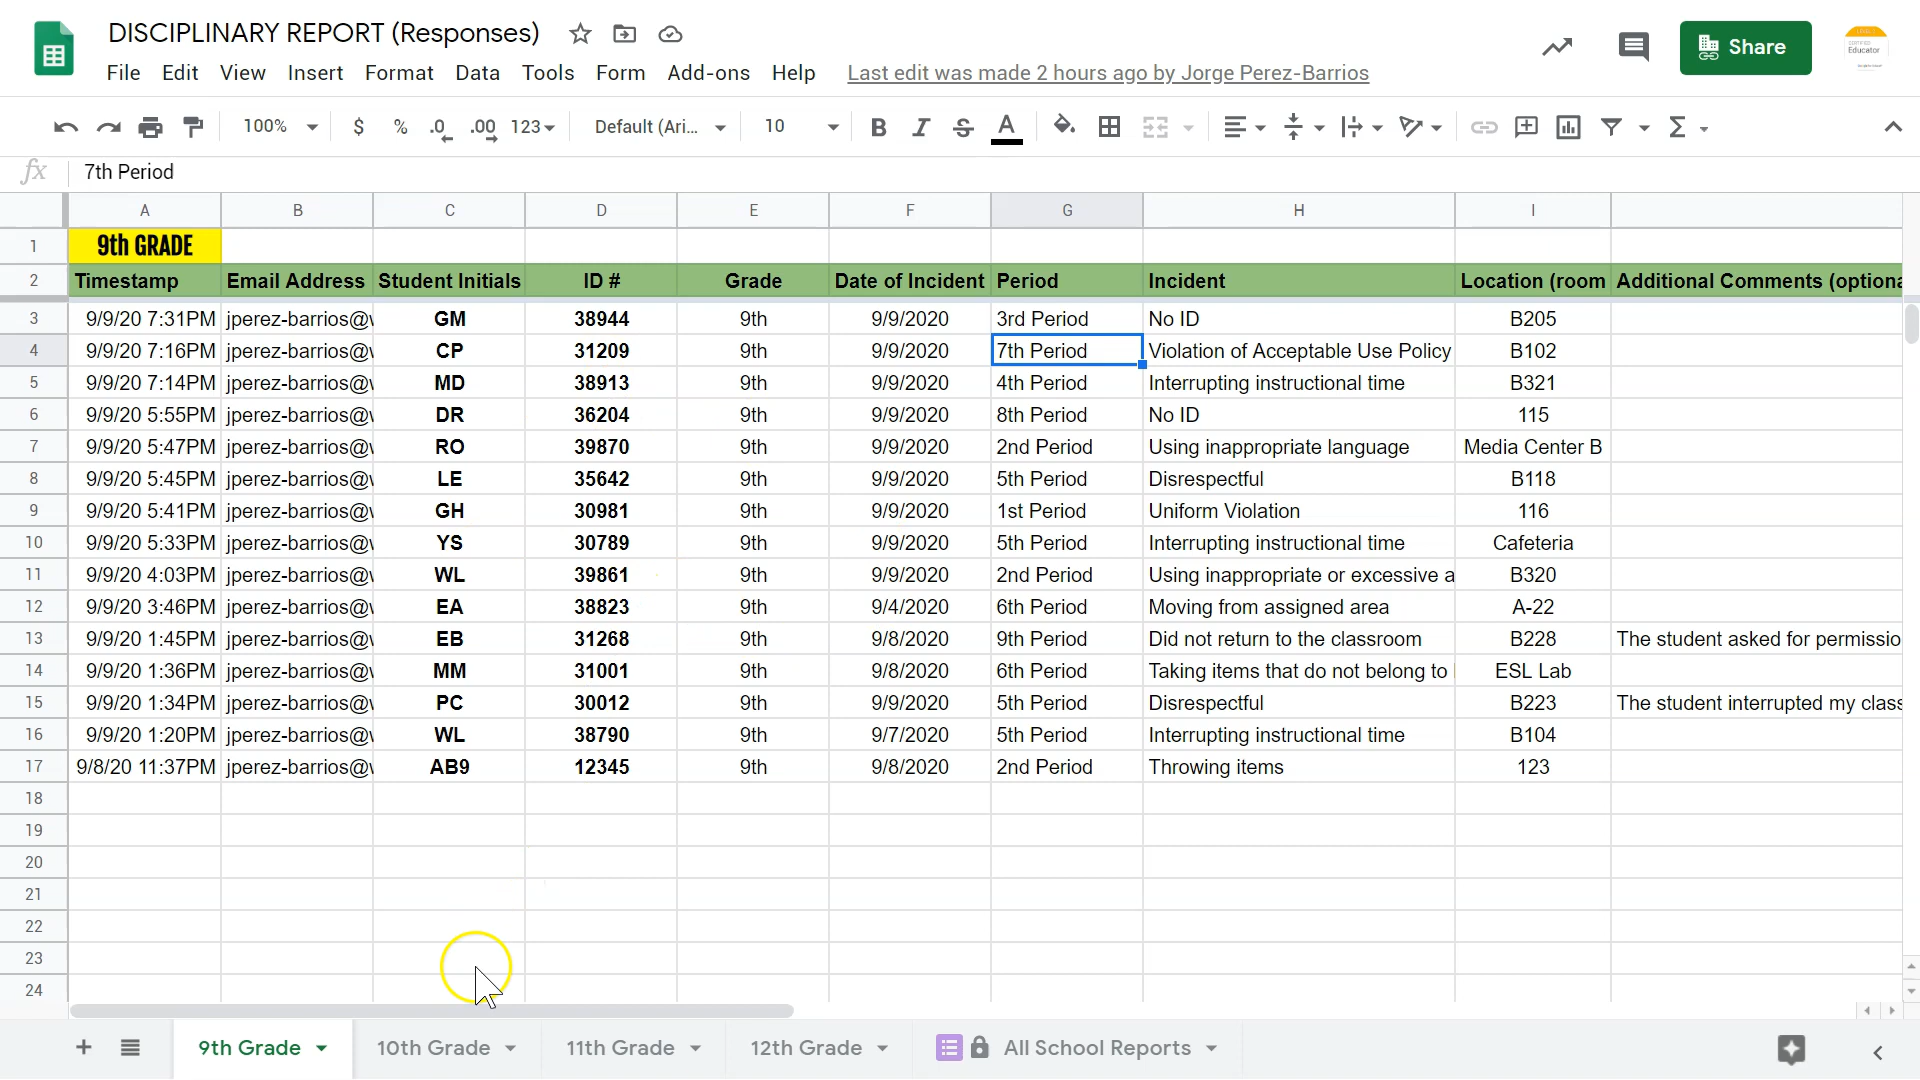 DISCIPLINARY REPORT (Responses)
File Edit View Insert Format Data Tools Form Add-ons Help Last edit was made 2 hours ago by Jorge Perez-Barrios
Share
Educator
100% $ % .0 .00 123 Default (Ari... 10 B I S A Σ
fx 7th Period
A B C D E F G H I
1 9th GRADE
2 Timestamp Email Address Student Initials ID # Grade Date of Incident Period Incident Location (room Additional Comments (optiona
3 9/9/20 7:31PM jperez-barrios@ GM 38944 9th 9/9/2020 3rd Period No ID B205
4 9/9/20 7:16PM jperez-barrios@ CP 31209 9th 9/9/2020 7th Period Violation of Acceptable Use Policy B102
5 9/9/20 7:14PM jperez-barrios@ MD 38913 9th 9/9/2020 4th Period Interrupting instructional time B321
6 9/9/20 5:55PM jperez-barrios@ DR 36204 9th 9/9/2020 8th Period No ID 115
7 9/9/20 5:47PM jperez-barrios@ RO 39870 9th 9/9/2020 2nd Period Using inappropriate language Media Center B
8 9/9/20 5:45PM jperez-barrios@ LE 35642 9th 9/9/2020 5th Period Disrespectful B118
9 9/9/20 5:41PM jperez-barrios@ GH 30981 9th 9/9/2020 1st Period Uniform Violation 116
10 9/9/20 5:33PM jperez-barrios@ YS 30789 9th 9/9/2020 5th Period Interrupting instructional time Cafeteria
11 9/9/20 4:03PM jperez-barrios@ WL 39861 9th 9/9/2020 2nd Period Using inappropriate or excessive a B320
12 9/9/20 3:46PM jperez-barrios@ EA 38823 9th 9/4/2020 6th Period Moving from assigned area A-22
13 9/9/20 1:45PM jperez-barrios@ EB 31268 9th 9/8/2020 9th Period Did not return to the classroom B228 The student asked for permissio
14 9/9/20 1:36PM jperez-barrios@ MM 31001 9th 9/8/2020 6th Period Taking items that do not belong to ESL Lab
15 9/9/20 1:34PM jperez-barrios@ PC 30012 9th 9/9/2020 5th Period Disrespectful B223 The student interrupted my class
16 9/9/20 1:20PM jperez-barrios@ WL 38790 9th 9/7/2020 5th Period Interrupting instructional time B104
17 9/8/20 11:37PM jperez-barrios@ AB9 12345 9th 9/8/2020 2nd Period Throwing items 123
18
19
20
21
22
23
24
9th Grade 10th Grade 11th Grade 12th Grade All School Reports